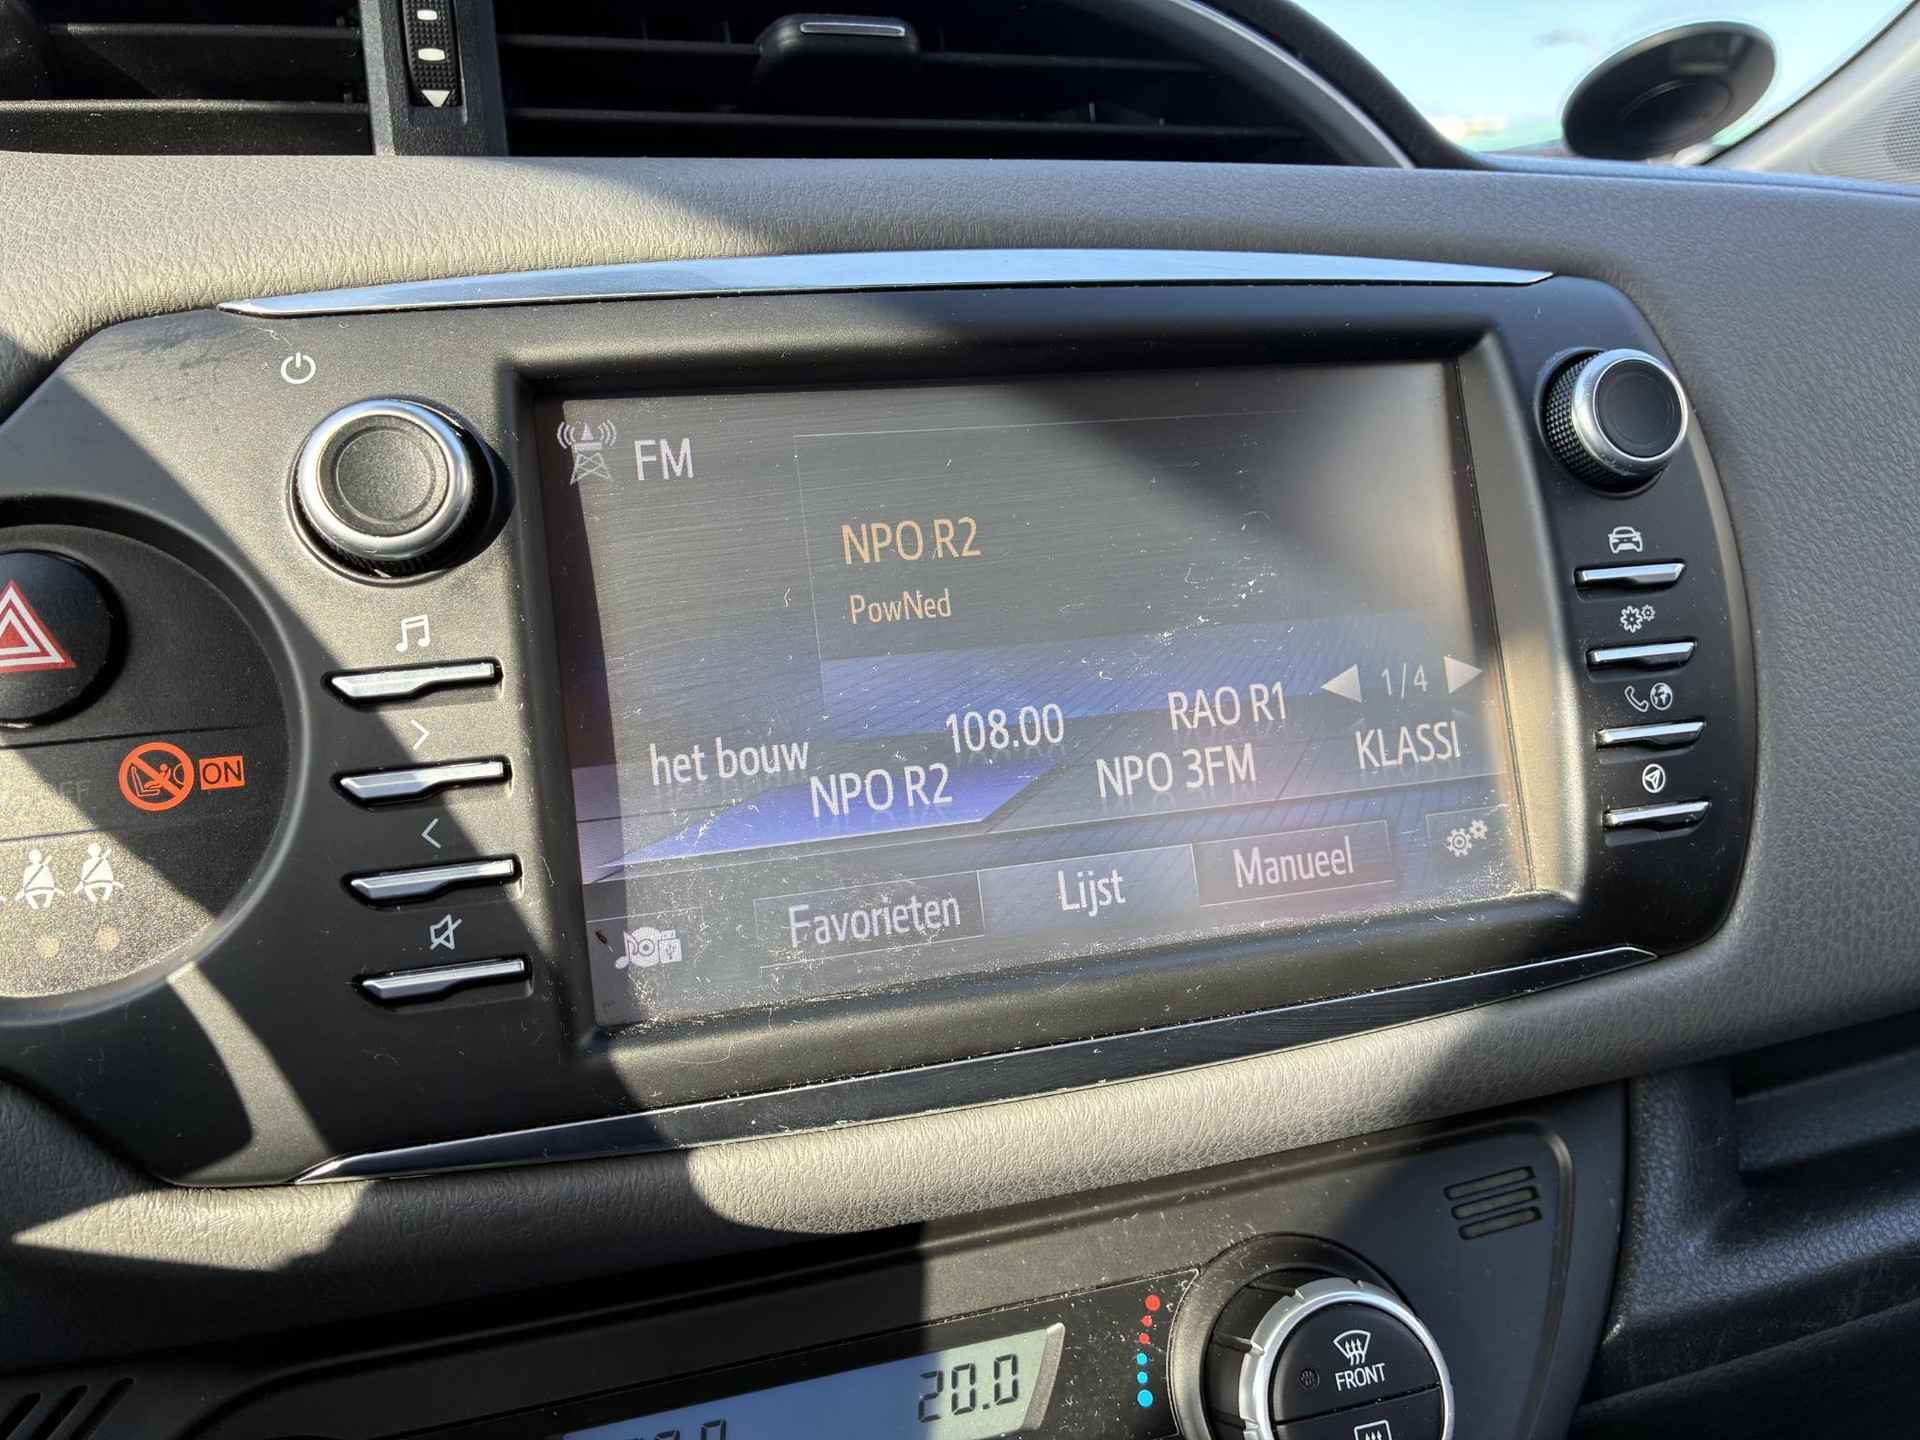 FM
NPO R2
PowNed
1/4
het bouw 108.00 RAO R1
NPO R2 NPO 3FM KLASSI
Favorieten Lijst Manueel
ON
20.0
FRONT